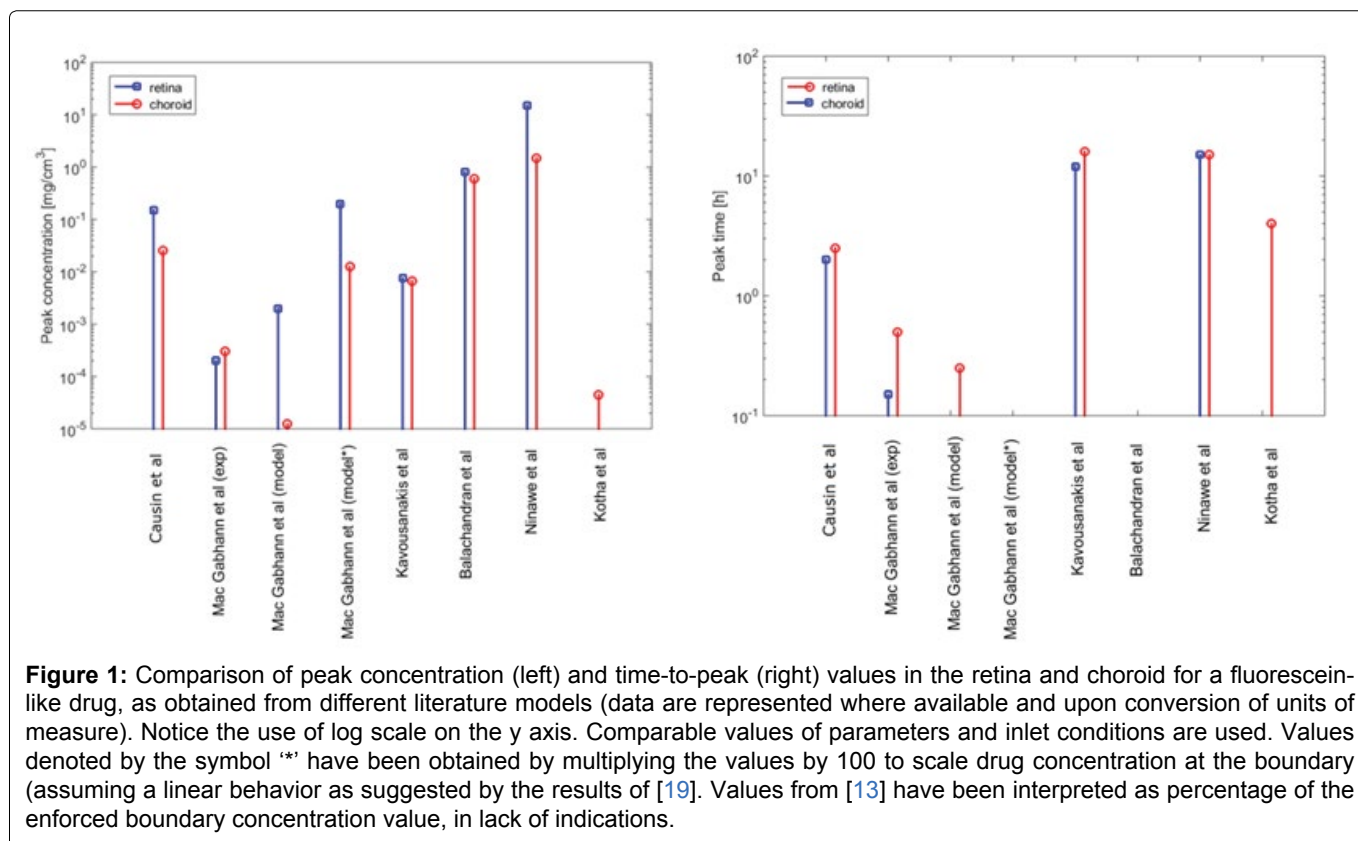 10^2
10^1
10^0
10^-1
10^-2
10^-3
10^-4
10^-5
Peak concentration [mg/cm^3]
retina
choroid
Causin et al
Mac Gabhann et al (exp)
Mac Gabhann et al (model)
Mac Gabhann et al (model*)
Kavousanakis et al
Balachandran et al
Ninawe et al
Kotha et al
10^2
10^1
10^0
10^-1
Peak time [h]
retina
choroid
Causin et al
Mac Gabhann et al (exp)
Mac Gabhann et al (model)
Mac Gabhann et al (model*)
Kavousanakis et al
Balachandran et al
Ninawe et al
Kotha et al
Figure 1: Comparison of peak concentration (left) and time-to-peak (right) values in the retina and choroid for a fluorescein-
like drug, as obtained from different literature models (data are represented where available and upon conversion of units of
measure). Notice the use of log scale on the y axis. Comparable values of parameters and inlet conditions are used. Values
denoted by the symbol ‘*’ have been obtained by multiplying the values by 100 to scale drug concentration at the boundary
(assuming a linear behavior as suggested by the results of [19]. Values from [13] have been interpreted as percentage of the
enforced boundary concentration value, in lack of indications.